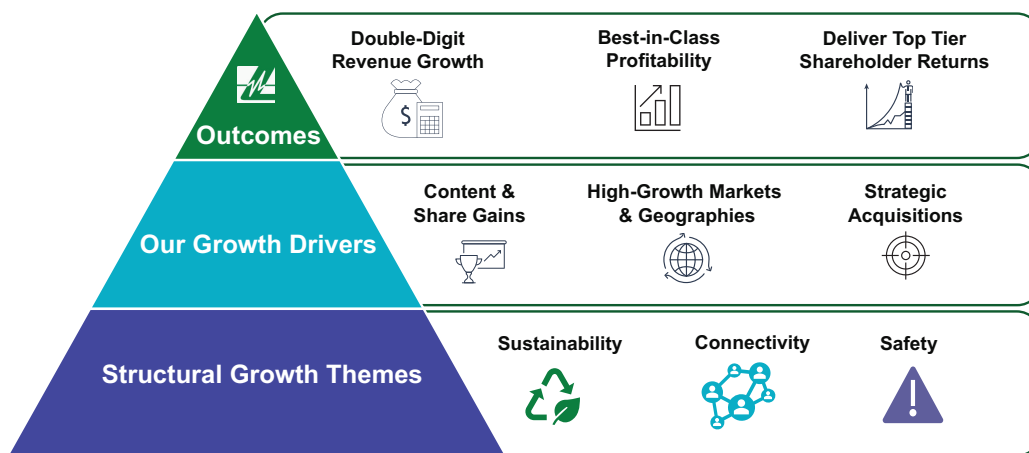 Double-Digit
Revenue Growth
$
Best-in-Class
Profitability
Deliver Top Tier
Shareholder Returns
Outcomes
Content &
Share Gains
High-Growth Markets
& Geographies
Strategic
Acquisitions
Our Growth Drivers
Sustainability
Connectivity
Safety
Structural Growth Themes
!